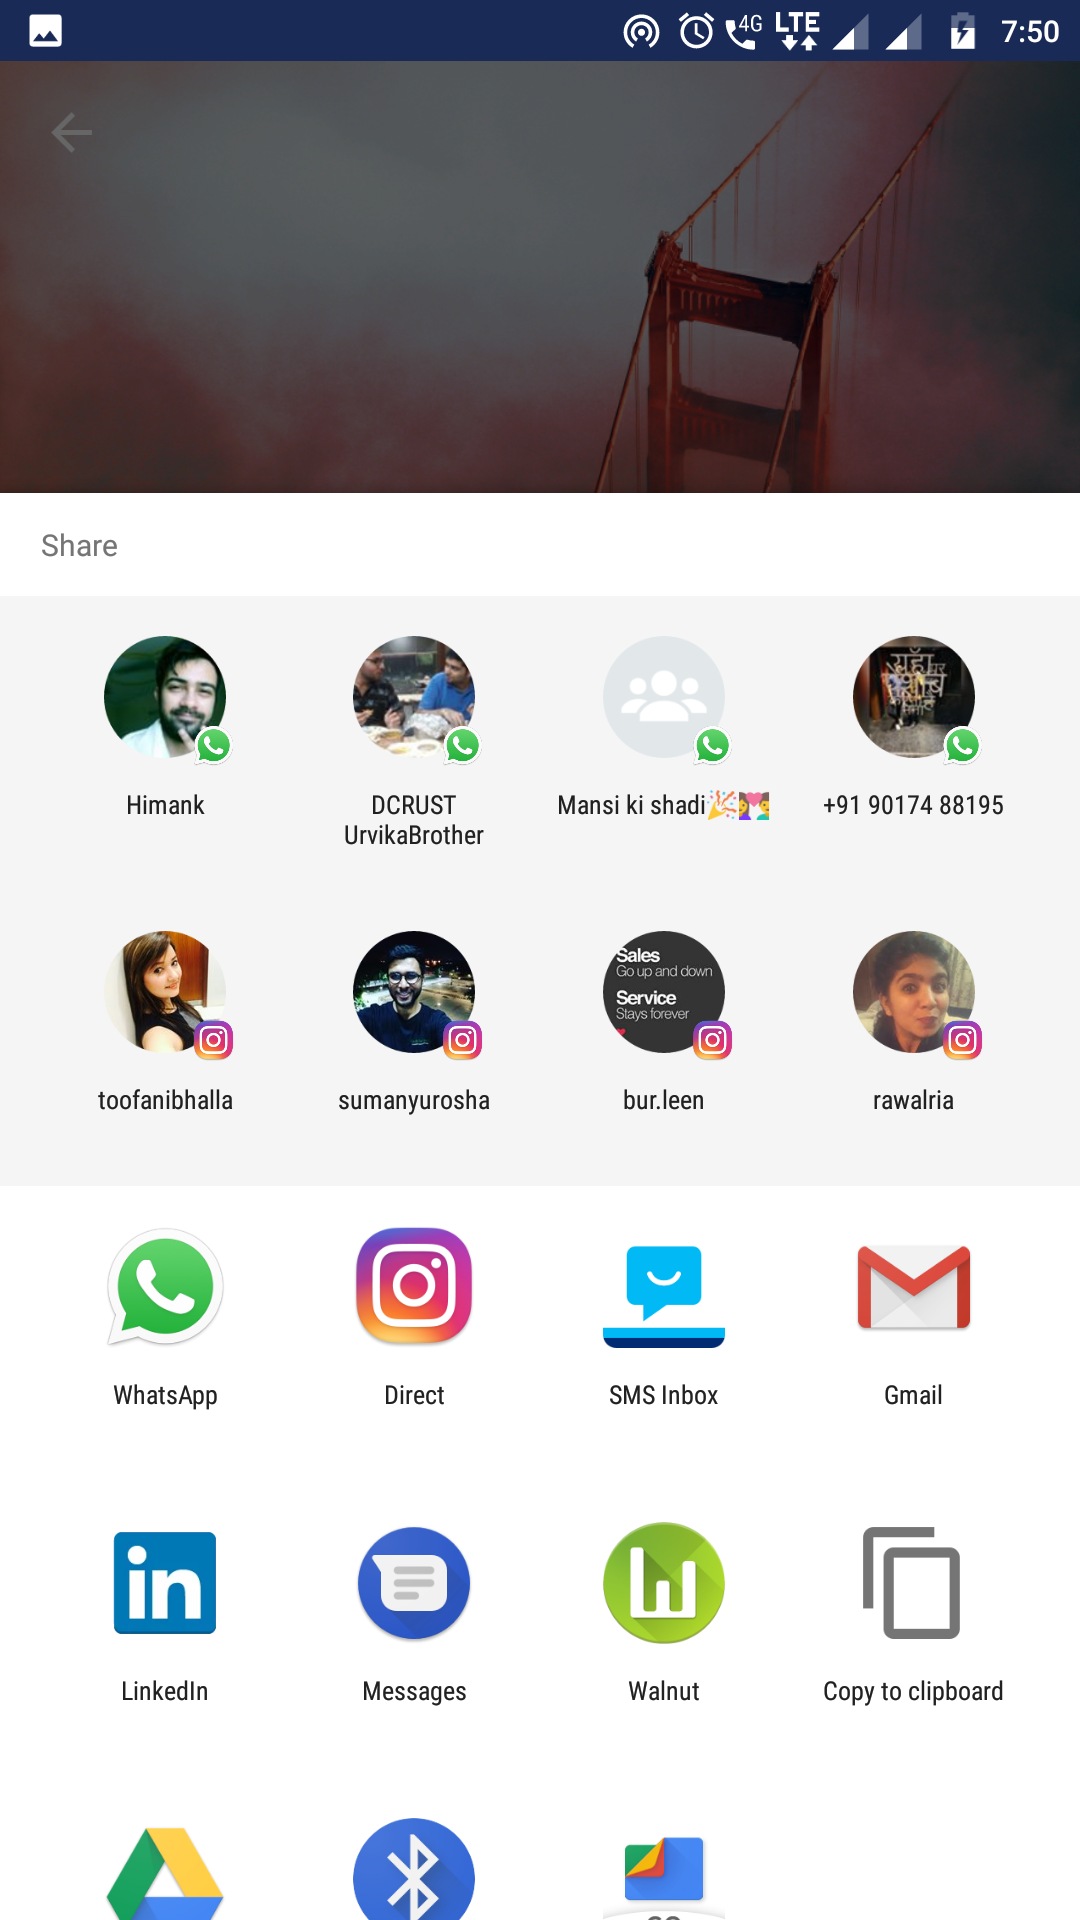 4G LTE 7:50
Share
Himank
DCRUST
UrvikaBrother
Mansi ki shadi🎉💆
+91 90174 88195
Sales
Go up and down
Service
Stays forever
toofanibhalla
sumanyurosha
bur.leen
rawalria
WhatsApp
Direct
SMS Inbox
Gmail
in
LinkedIn
Messages
Walnut
Copy to clipboard